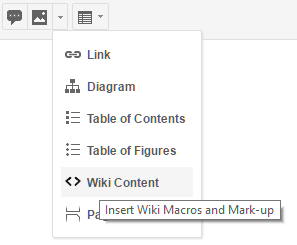 Link
Diagram
Table of Contents
Table of Figures
Wiki Content
Insert Wiki Macros and Mark-up